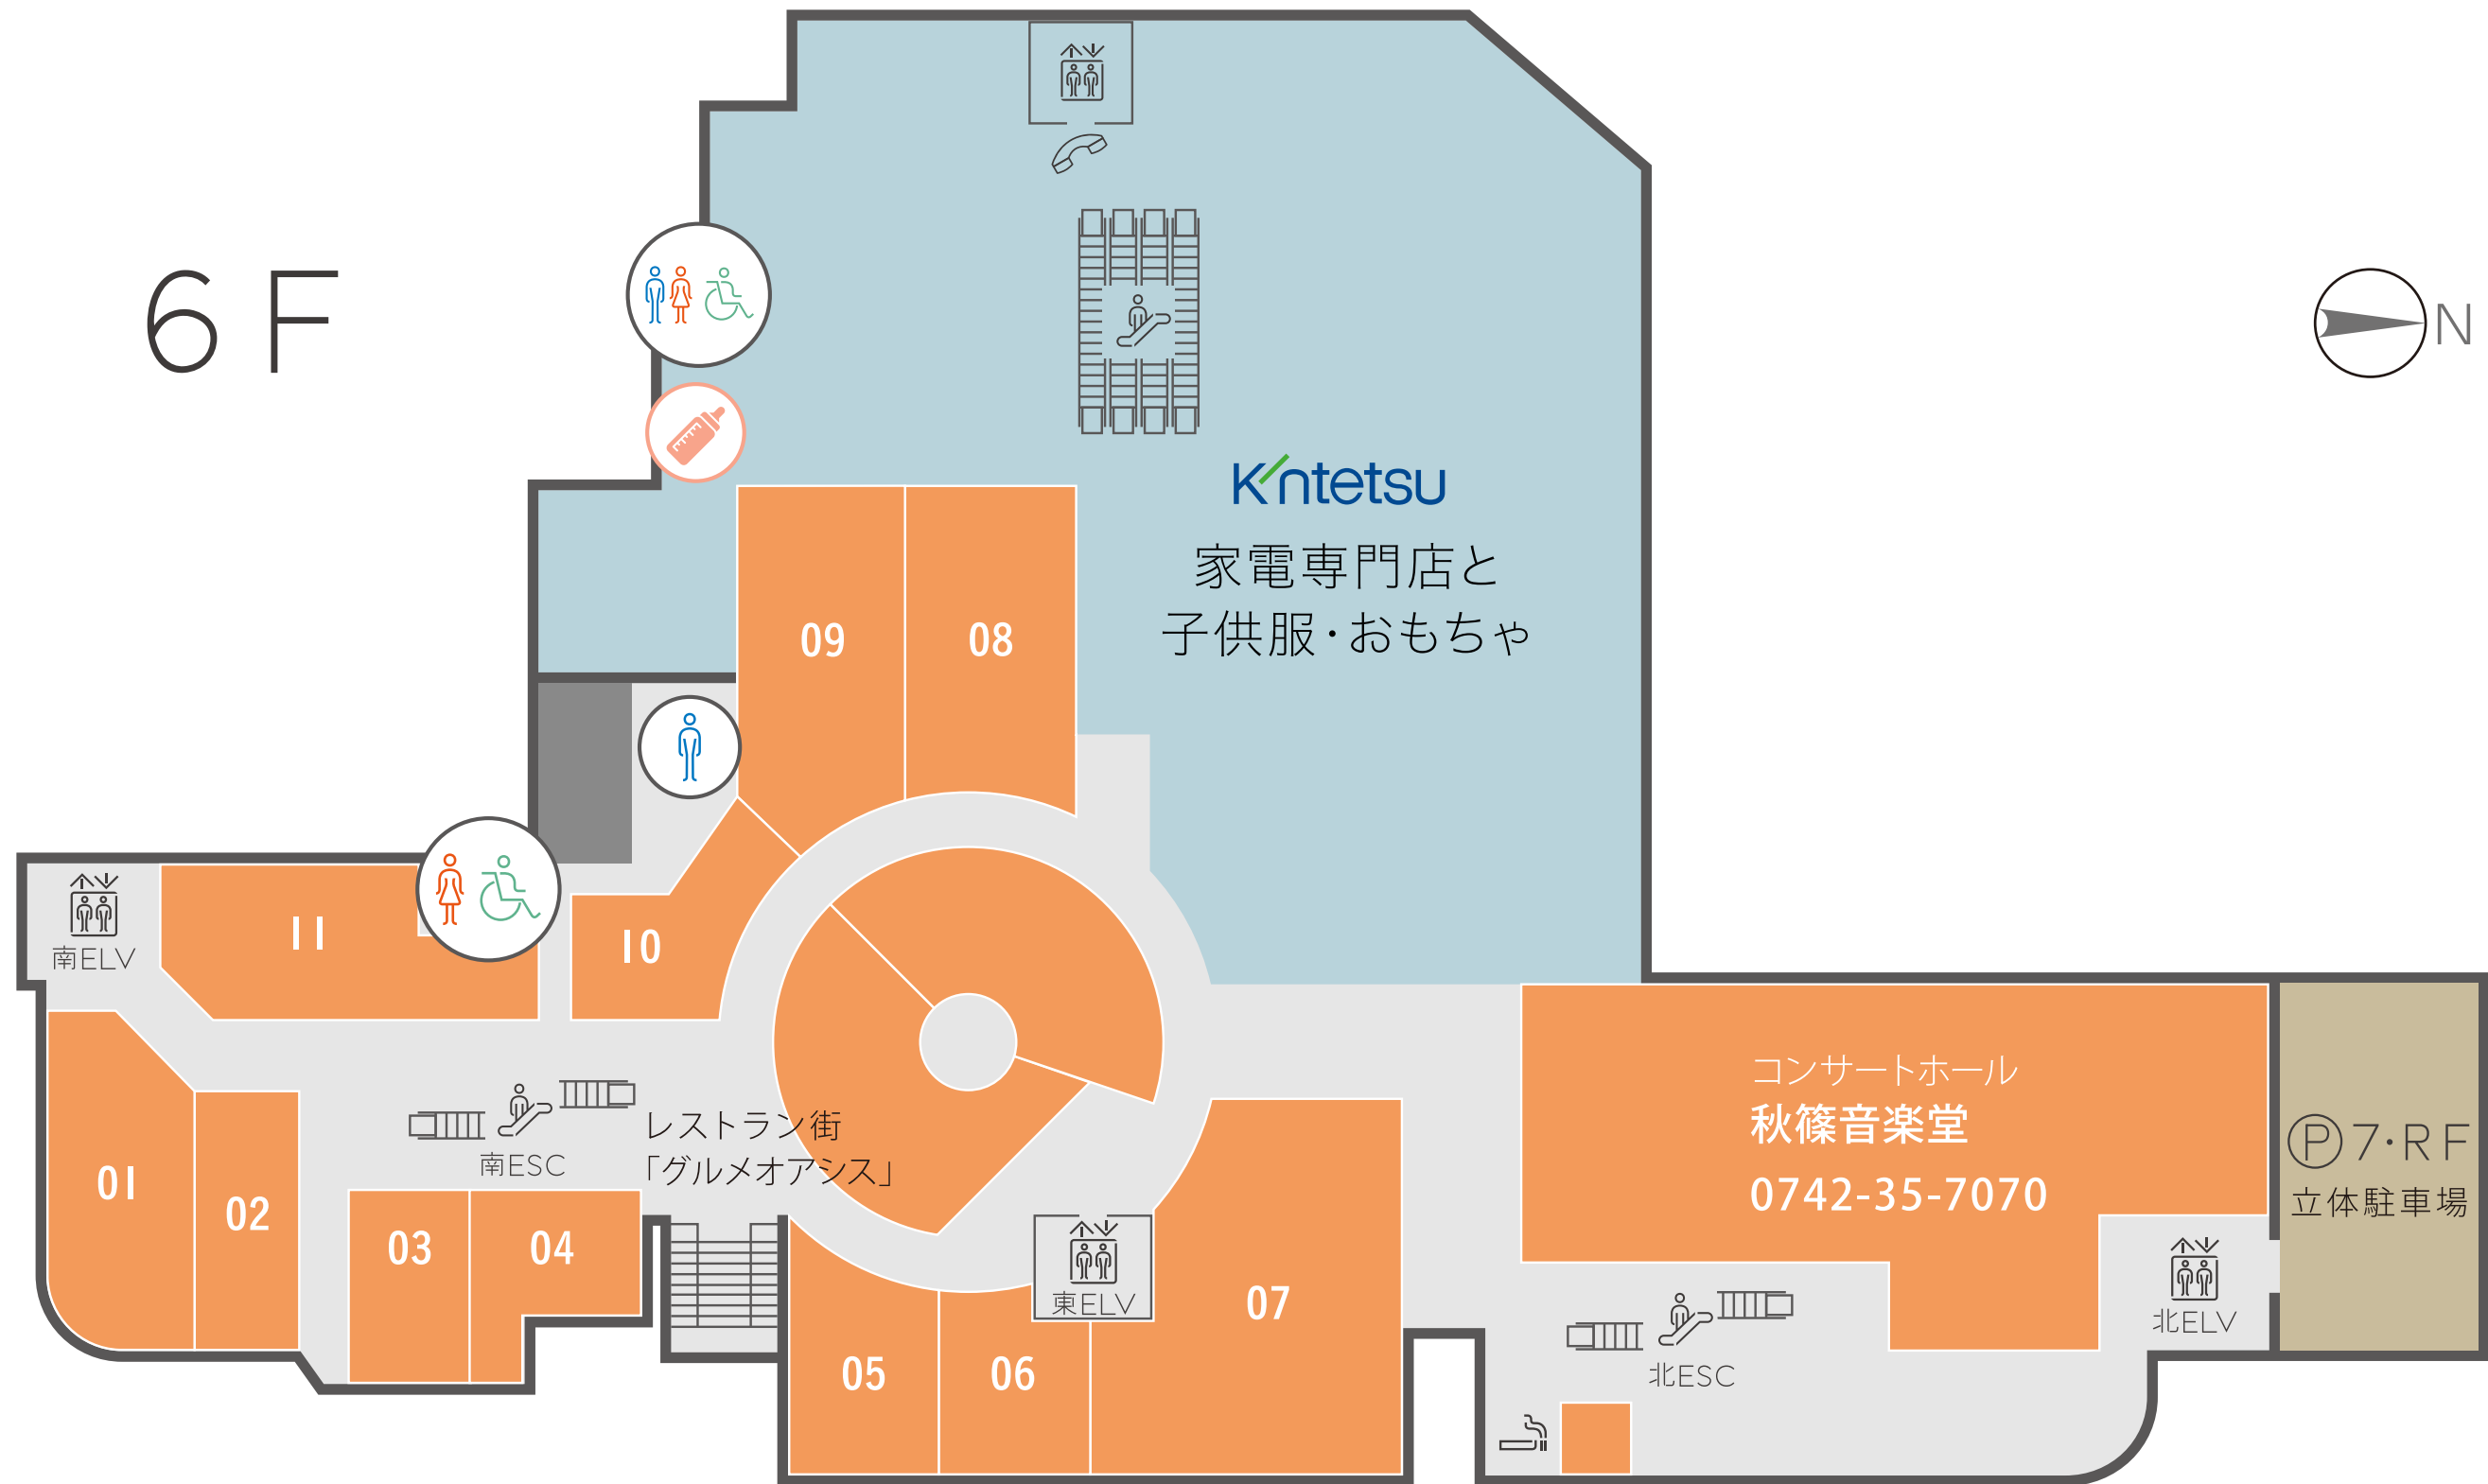 6F
N
Kintetsu
家電専門店と
子供服・おもちゃ
09
08
11
10
南ELV
南ESC
レストラン街
「グルメオアシス」
01
02
03
04
05
06
07
東ELV
コンサートホール
秋篠音楽堂
0742-35-7070
P7・RF
立体駐車場
北ELV
北ESC